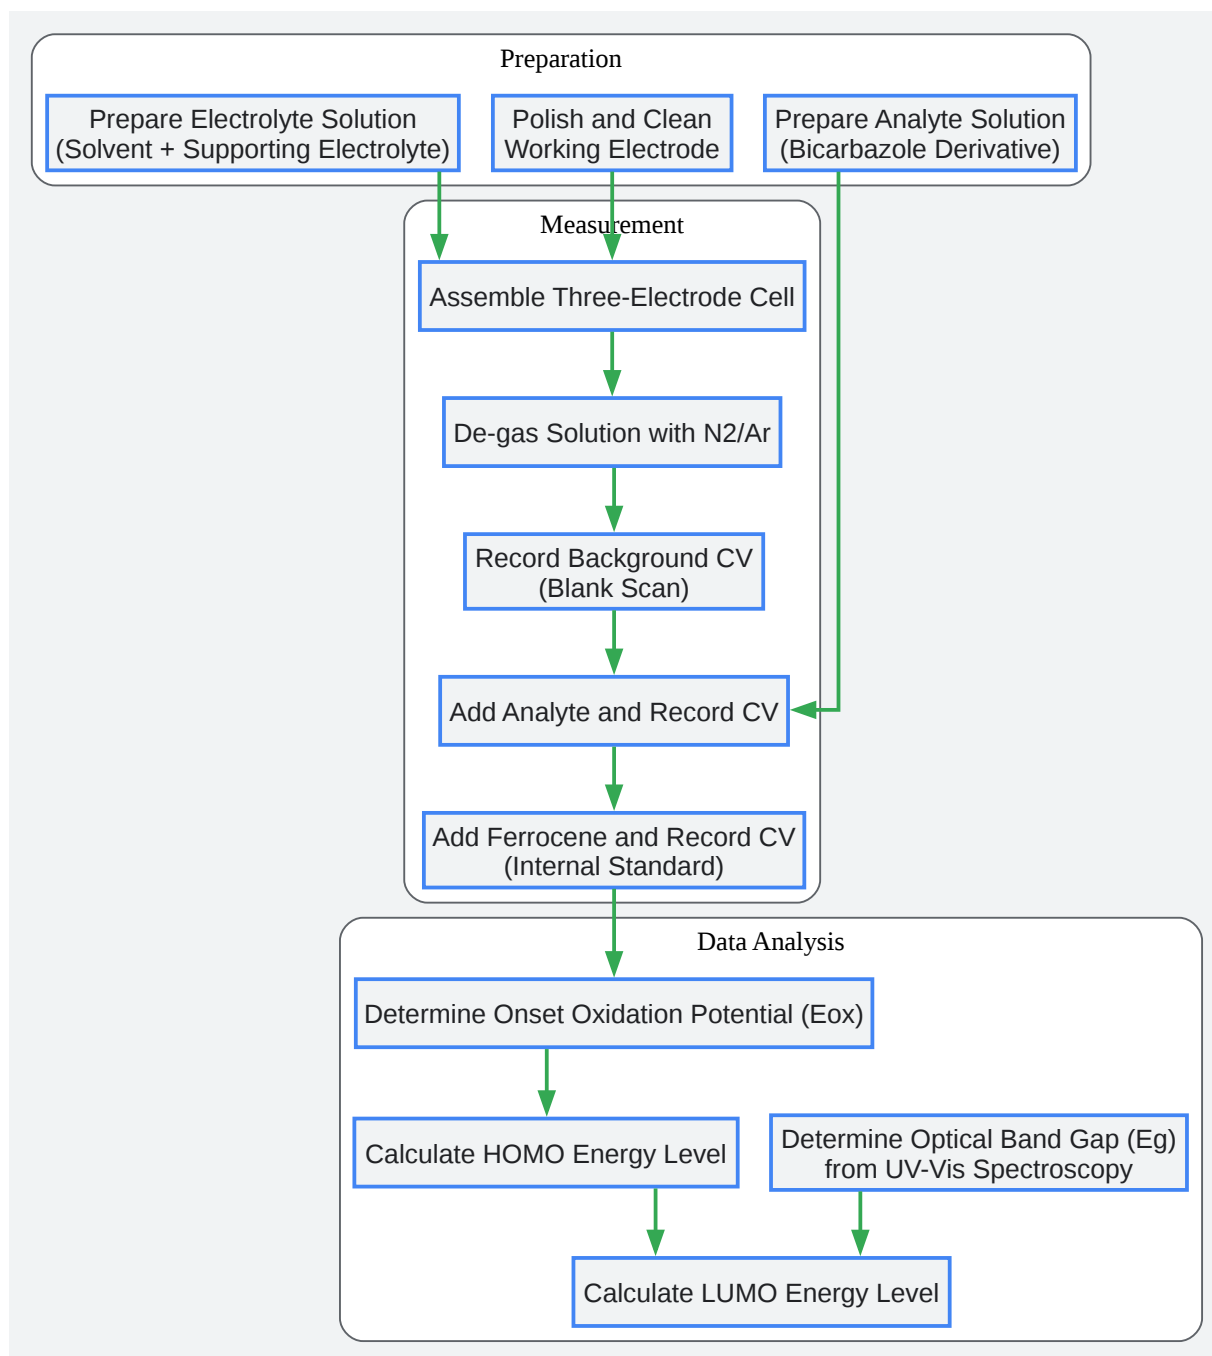 Preparation
Prepare Electrolyte Solution
(Solvent + Supporting Electrolyte)
Polish and Clean
Working Electrode
Prepare Analyte Solution
(Bicarbazole Derivative)
Measurement
Assemble Three-Electrode Cell
De-gas Solution with N2/Ar
Record Background CV
(Blank Scan)
Add Analyte and Record CV
Add Ferrocene and Record CV
(Internal Standard)
Data Analysis
Determine Onset Oxidation Potential (Eox)
Calculate HOMO Energy Level
Determine Optical Band Gap (Eg)
from UV-Vis Spectroscopy
Calculate LUMO Energy Level